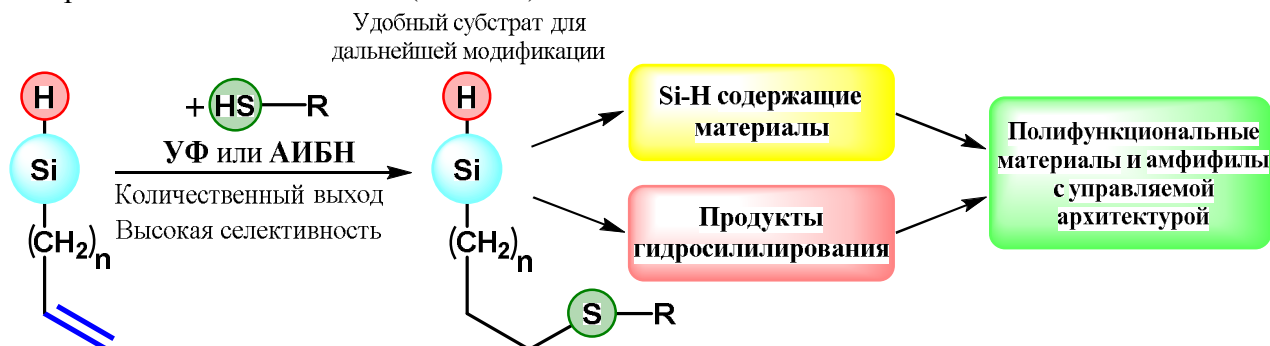 Удобный субстрат для
дальнейшей модификации
H
Si
(CH2)n
+ HS—R
УФ или АИБН
Количественный выход
Высокая селективность
H
Si
(CH2)n
S—R
Si-H содержащие
материалы
Продукты
гидросилилирования
Полифункциональные
материалы и амфифилы
с управляемой
архитектурой